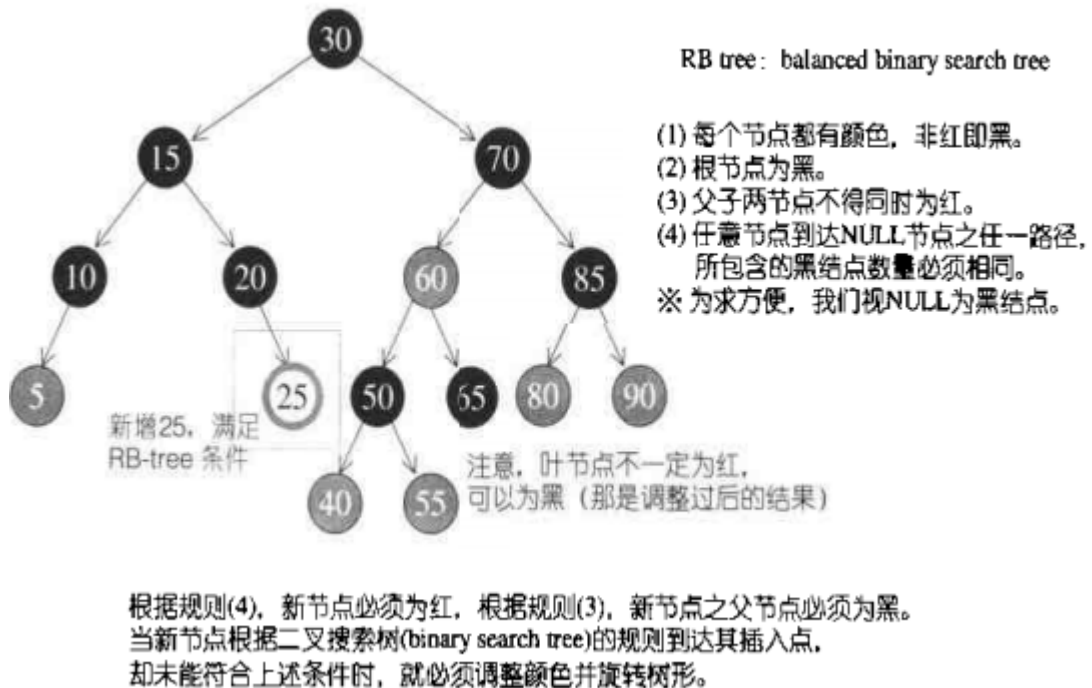 30
RB tree: balanced binary search tree
15
70
(1) 每个节点都有颜色，非红即黑。
(2) 根节点为黑。
(3) 父子两节点不得同时为红。
(4) 任意节点到达NULL节点之任一路径，
所包含的黑结点数量必须相同。
※ 为求方便，我们视NULL为黑结点。
10
20
60
85
5
25
50
65
80
90
新增25，满足
RB-tree 条件
注意，叶节点不一定为红，
可以为黑（那是调整过后的结果）
40
55
根据规则(4)，新节点必须为红，根据规则(3)，新节点之父节点必须为黑。
当新节点根据二叉搜索树(binary search tree)的规则到达其插入点，
却未能符合上述条件时，就必须调整颜色并旋转树形。